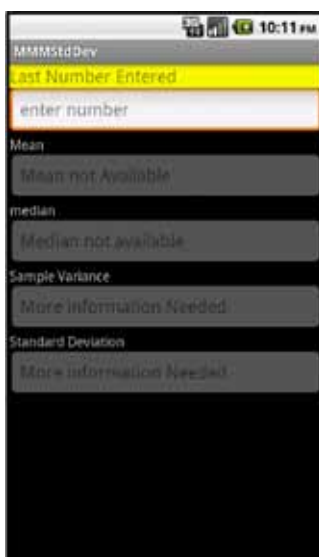 10:11 PM
MMMStdDev
Last Number Entered
enter number
Mean
Mean not Available
median
Median not available
Sample Variance
More information Needed
Standard Deviation
More information Needed